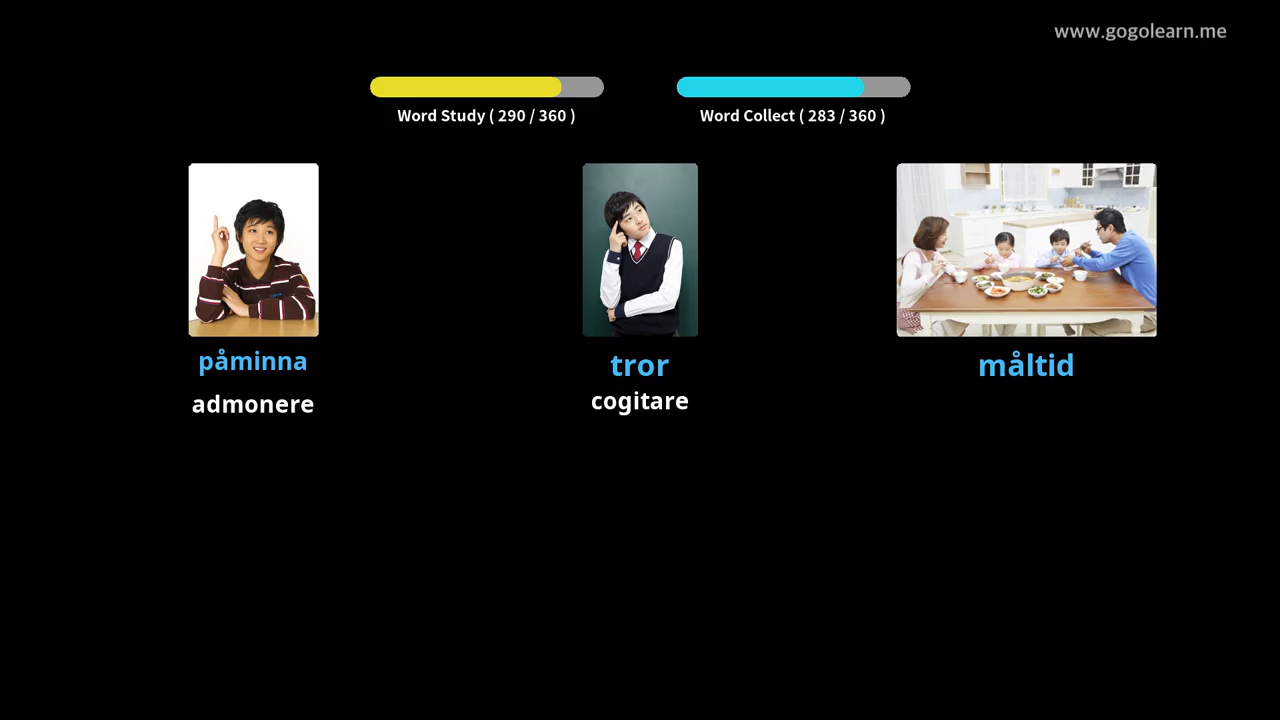 www.gogolearn.me
Word Study ( 290 / 360 )
Word Collect ( 283 / 360 )
påminna
tror
måltid
admonere
cogitare